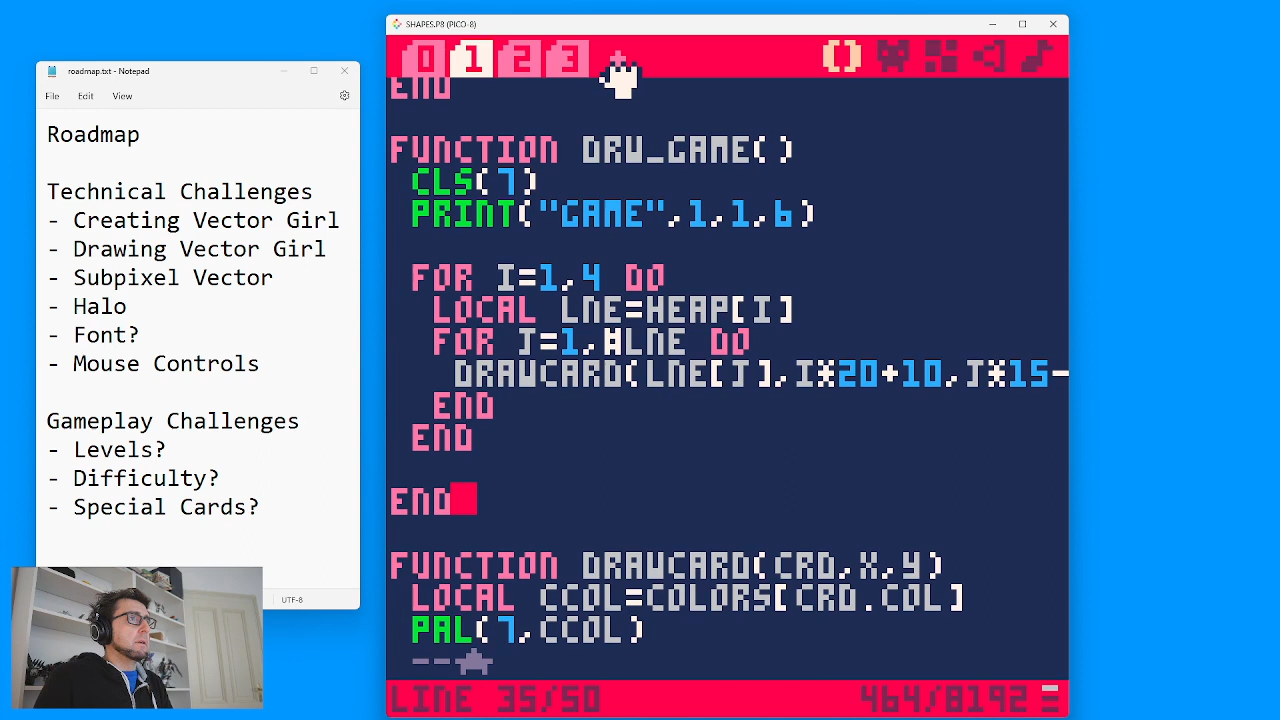 SHAPES.P8 (PICO-8)
0 1 2 3 +
END
FUNCTION DRW_GAME()
CLS(7)
PRINT("GAME",1,1,6)
FOR I=1,4 DO
LOCAL LNE=HEAP[I]
FOR J=1,#LNE DO
DRAWCARD(LNE[J],I*20+10,J*15-
END
END
END
FUNCTION DRAWCARD(CRD,X,Y)
LOCAL CCOL=COLORS[CRD.COL]
PAL(7,CCOL)
--
LINE 35/50 464/8192
roadmap.txt - Notepad
File Edit View
Roadmap
Technical Challenges
- Creating Vector Girl
- Drawing Vector Girl
- Subpixel Vector
- Halo
- Font?
- Mouse Controls
Gameplay Challenges
- Levels?
- Difficulty?
- Special Cards?
UTF-8